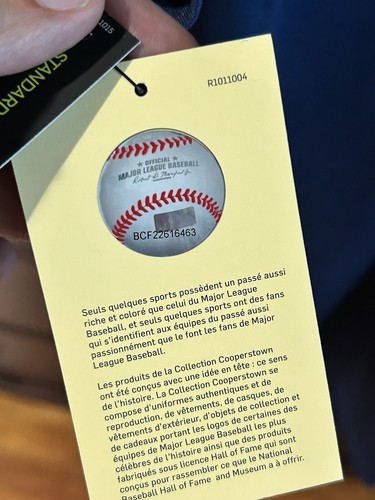 1015
STANDARD
R1011004
OFFICIAL
MAJOR LEAGUE BASEBALL
BCF22616463
Seuls quelques sports possèdent un passé aussi
riche et coloré que celui du Major League
Baseball, et seuls quelques sports ont des fans
qui s'identifient aux équipes du passé aussi
passionnément que le font les fans de Major
League Baseball.
Les produits de la Collection Cooperstown
ont été conçus avec une idée en tête : ce sens
de l'histoire. La Collection Cooperstown se
compose d'uniformes authentiques et de
reproduction, de vêtements, de casques, de
vêtements d'extérieur, d'objets de collection et
de cadeaux portant les logos de certaines des
équipes de Major League Baseball les plus
célèbres de l'histoire ainsi que des produits
fabriqués sous licence Hall of Fame qui sont
conçus pour rassembler ce que le National
Baseball Hall of Fame and Museum a à offrir.